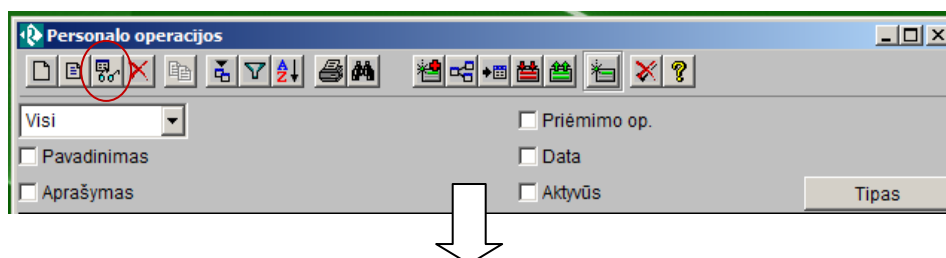 Personalo operacijos
Visi
Priėmimo op.
Pavadinimas
Data
Aprašymas
Aktyvūs
Tipas